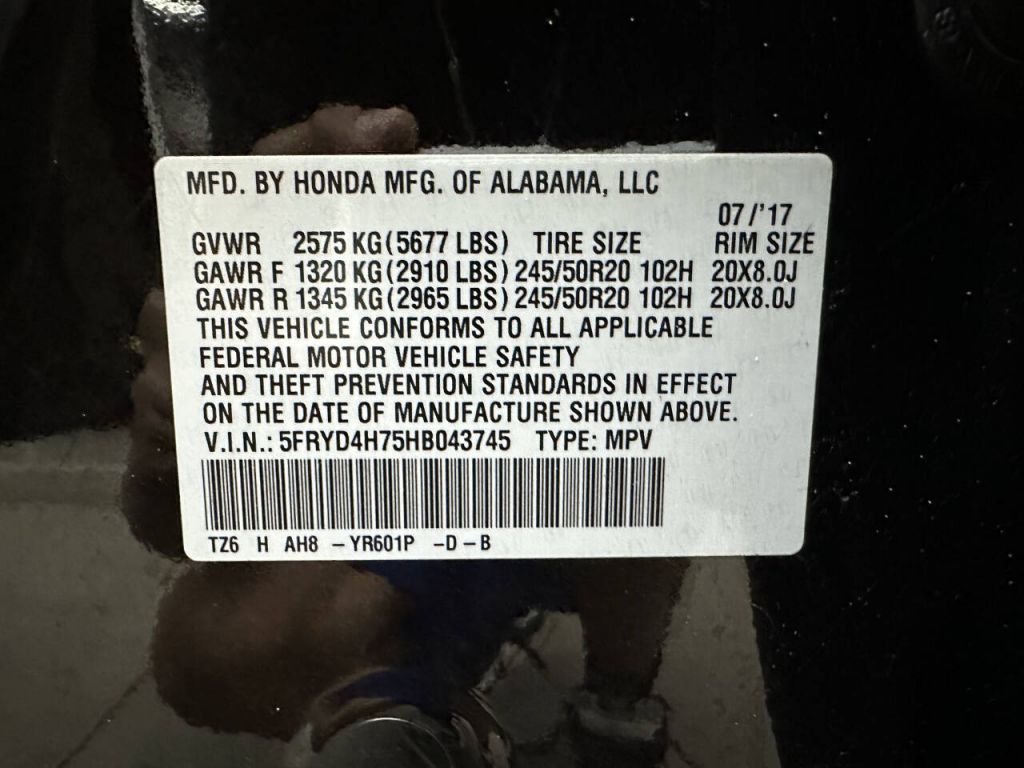 MFD. BY HONDA MFG. OF ALABAMA, LLC
07/'17
GVWR 2575 KG (5677 LBS) TIRE SIZE RIM SIZE
GAWR F 1320 KG (2910 LBS) 245/50R20 102H 20X8.0J
GAWR R 1345 KG (2965 LBS) 245/50R20 102H 20X8.0J
THIS VEHICLE CONFORMS TO ALL APPLICABLE
FEDERAL MOTOR VEHICLE SAFETY
AND THEFT PREVENTION STANDARDS IN EFFECT
ON THE DATE OF MANUFACTURE SHOWN ABOVE.
V.I.N.: 5FRYD4H75HB043745 TYPE: MPV
TZ6 H AH8 – YR601P –D – B